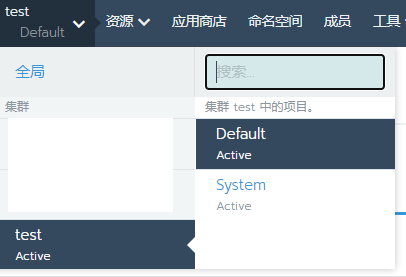 test
Default
资源
应用商店
命名空间
成员
工具
全局
搜索...
集群
集群 test 中的项目。
Default
Active
System
Active
test
Active